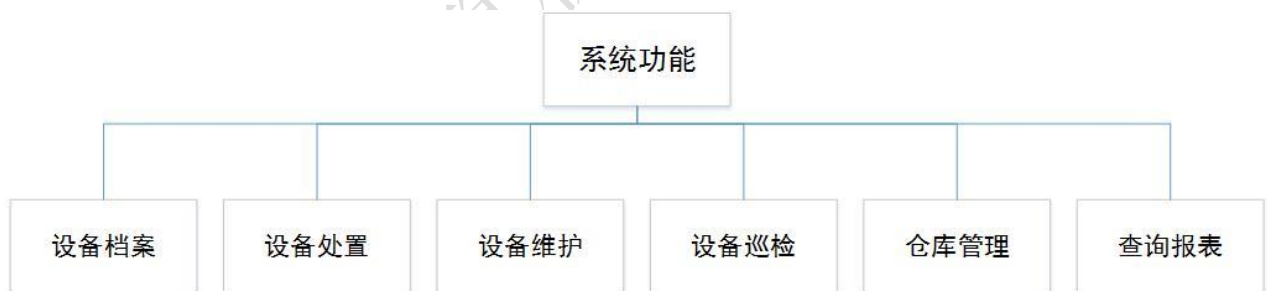 系统功能
设备档案
设备处置
设备维护
设备巡检
仓库管理
查询报表